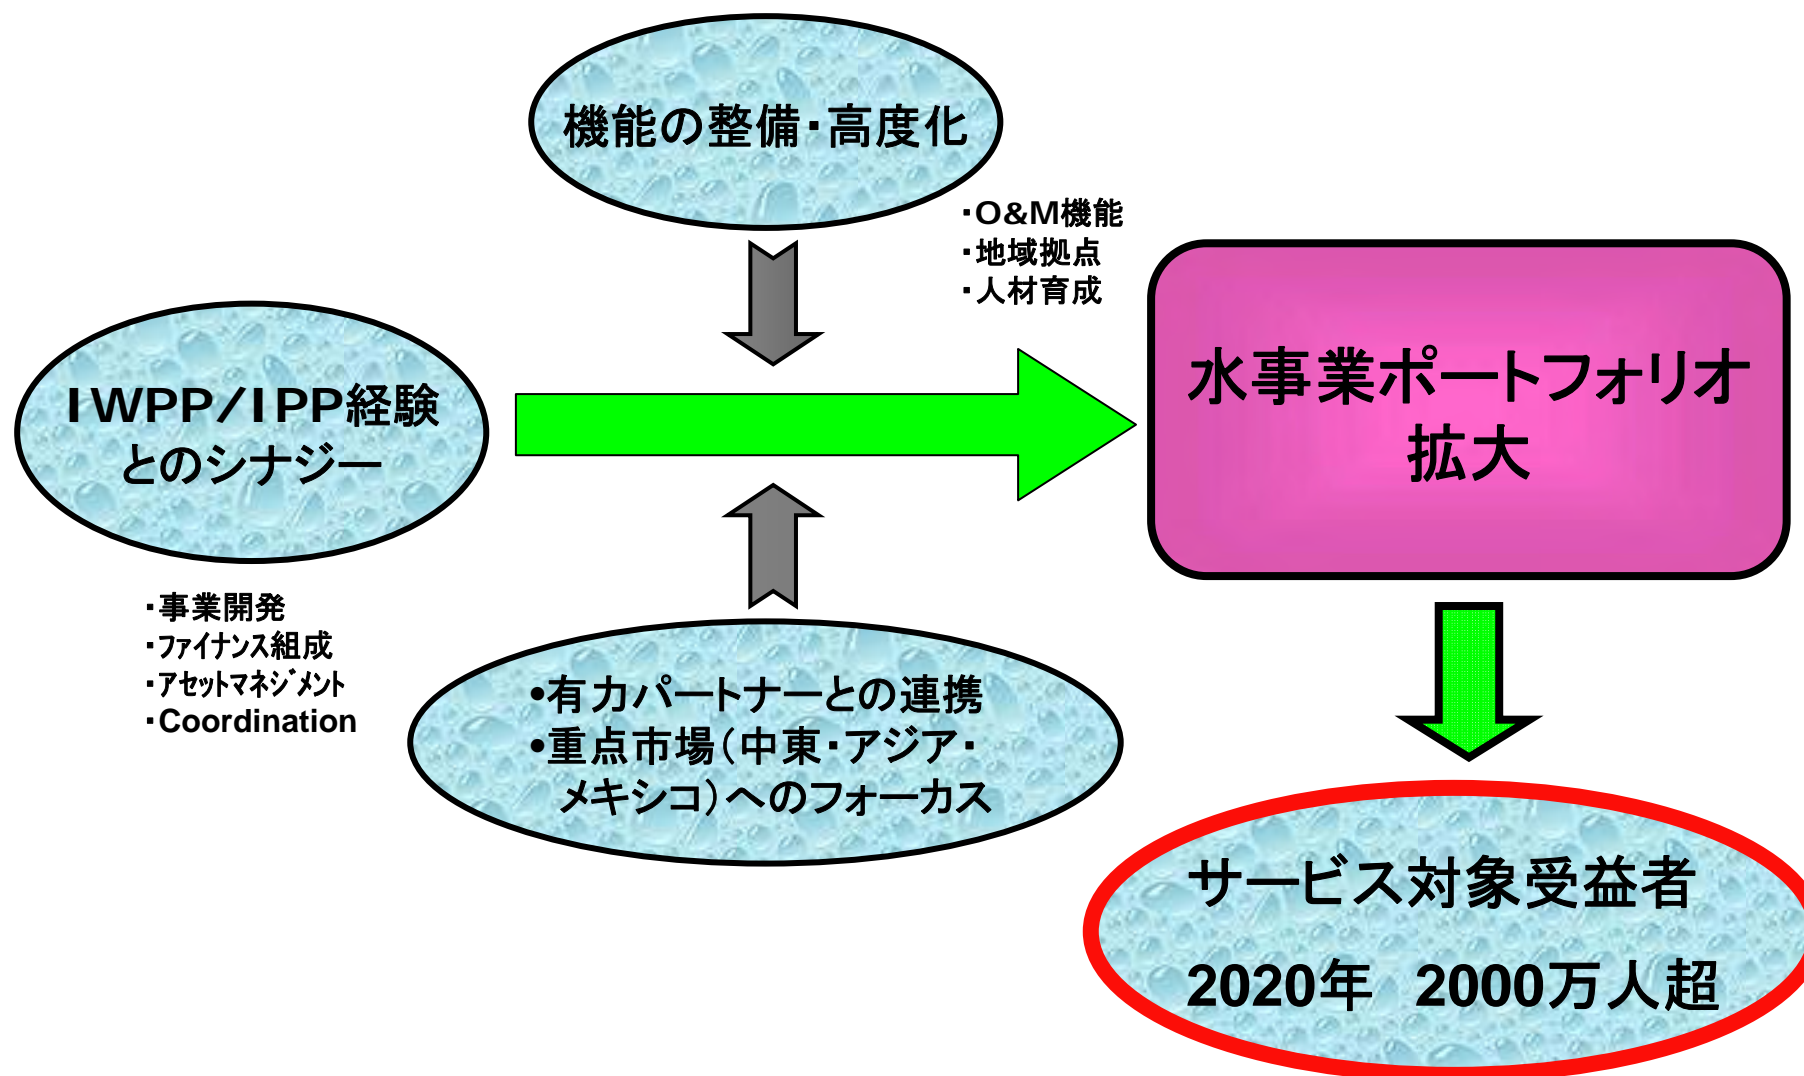 機能の整備・高度化
・O&M機能
・地域拠点
・人材育成
IWPP/IPP経験
とのシナジー
・事業開発
・ﾌｧｲﾅﾝｽ組成
・ｱｾｯﾄﾏﾈｼﾞﾒﾝﾄ
・Coordination
•有力パートナーとの連携
•重点市場(中東・アジア・
メキシコ)へのフォーカス
水事業ポートフォリオ
拡大
サービス対象受益者
2020年　2000万人超